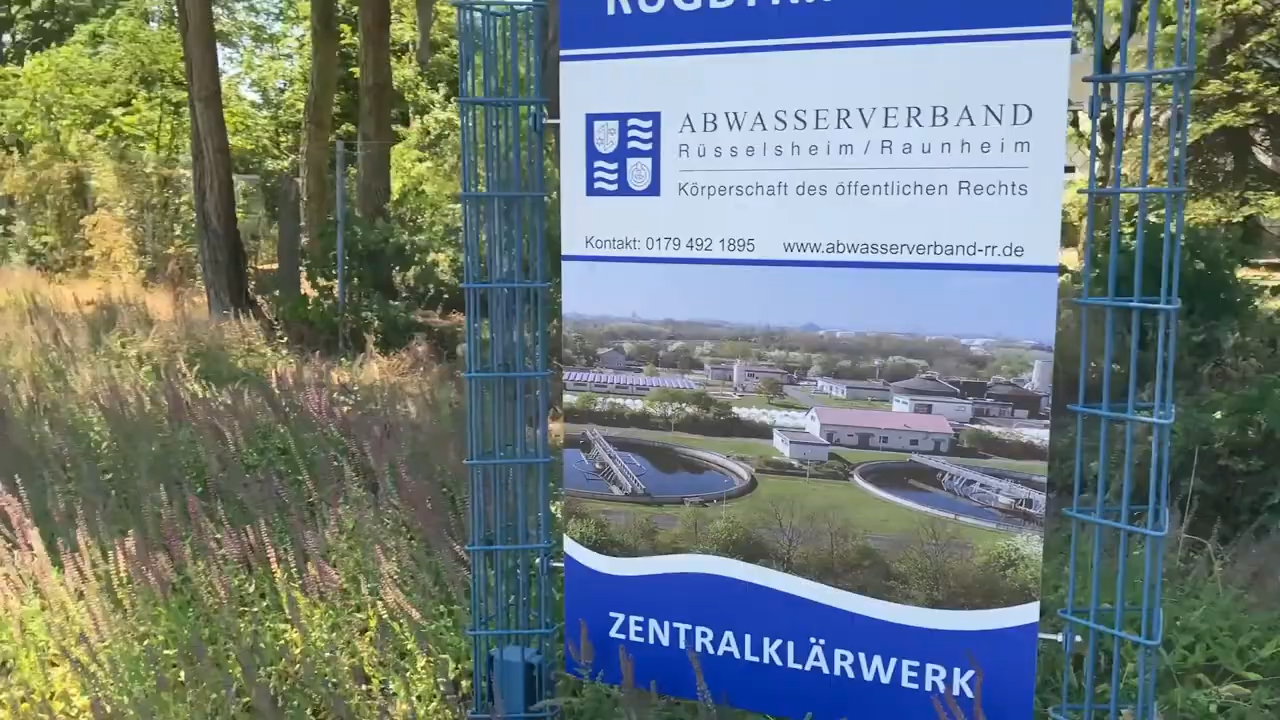 ABWASSERVERBAND
Rüsselsheim/Raunheim
Körperschaft des öffentlichen Rechts
Kontakt: 0179 492 1895 www.abwasserverband-rr.de
ZENTRALKLÄRWERK